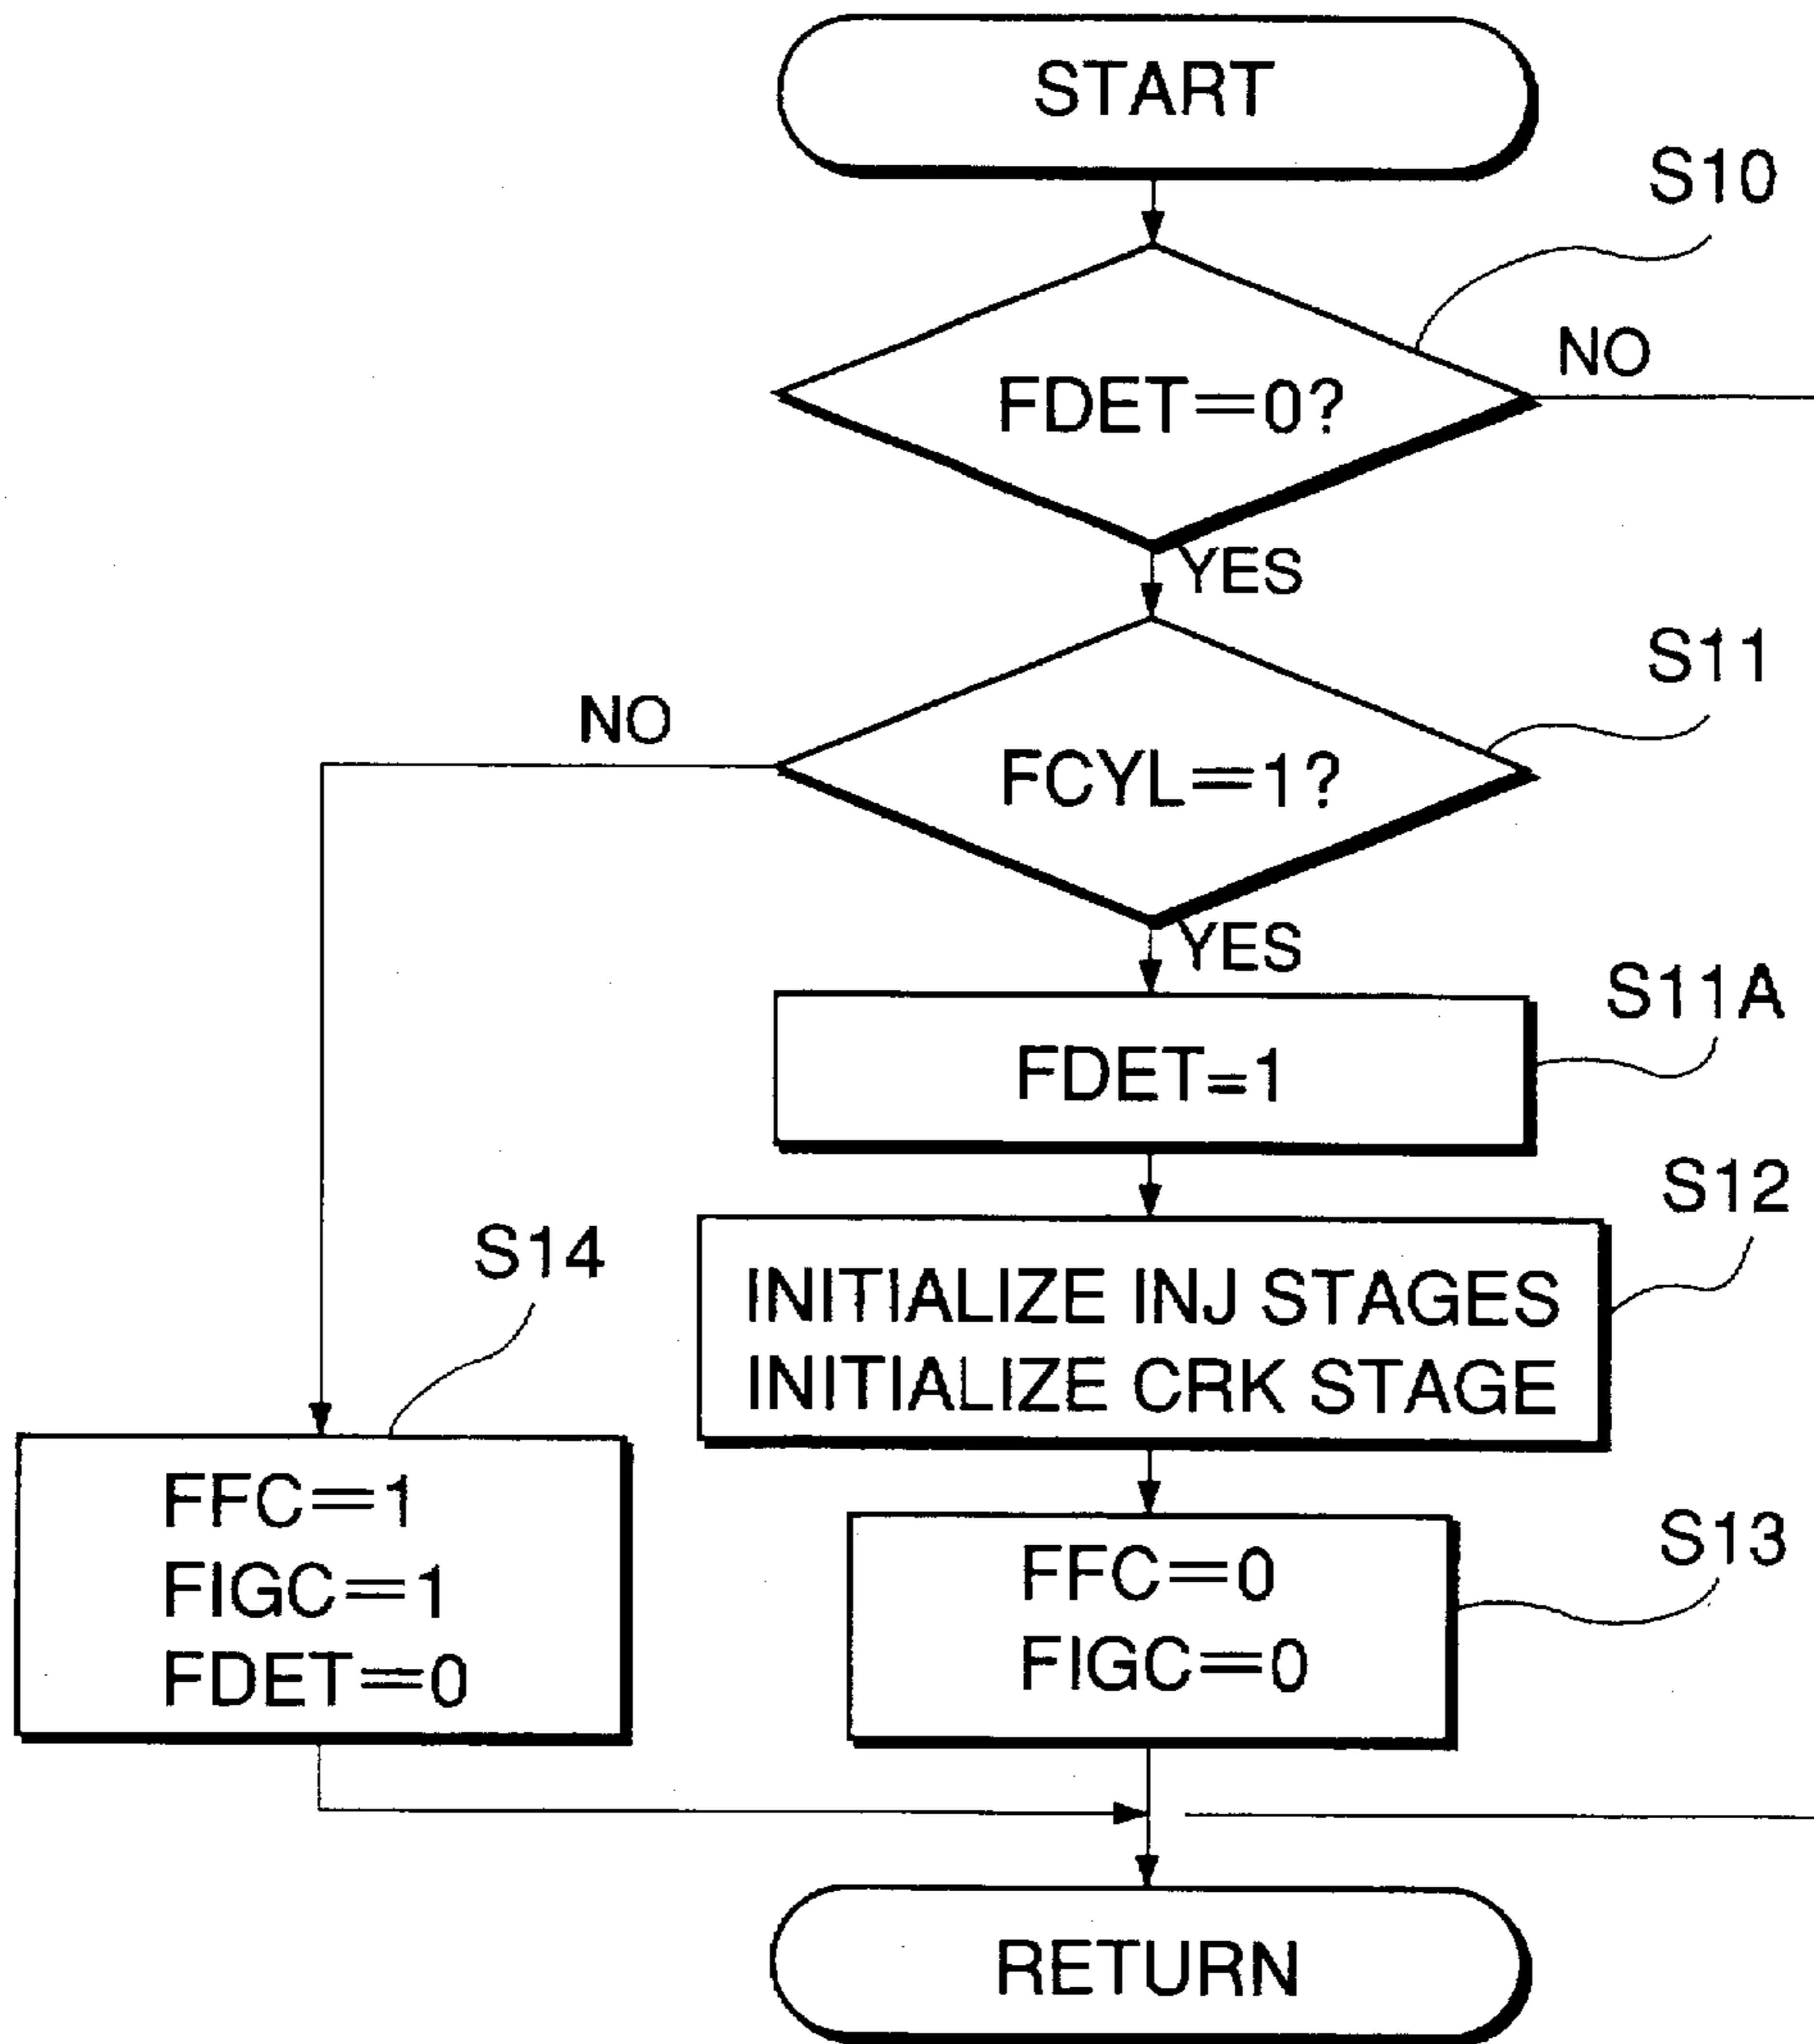 START
S10
NO
FDET=0?
YES
S11
NO
FCYL=1?
YES
S11A
FDET=1
S12
INITIALIZE INJ STAGES
INITIALIZE CRK STAGE
S14
FFC=1
FIGC=1
FDET=0
S13
FFC=0
FIGC=0
RETURN